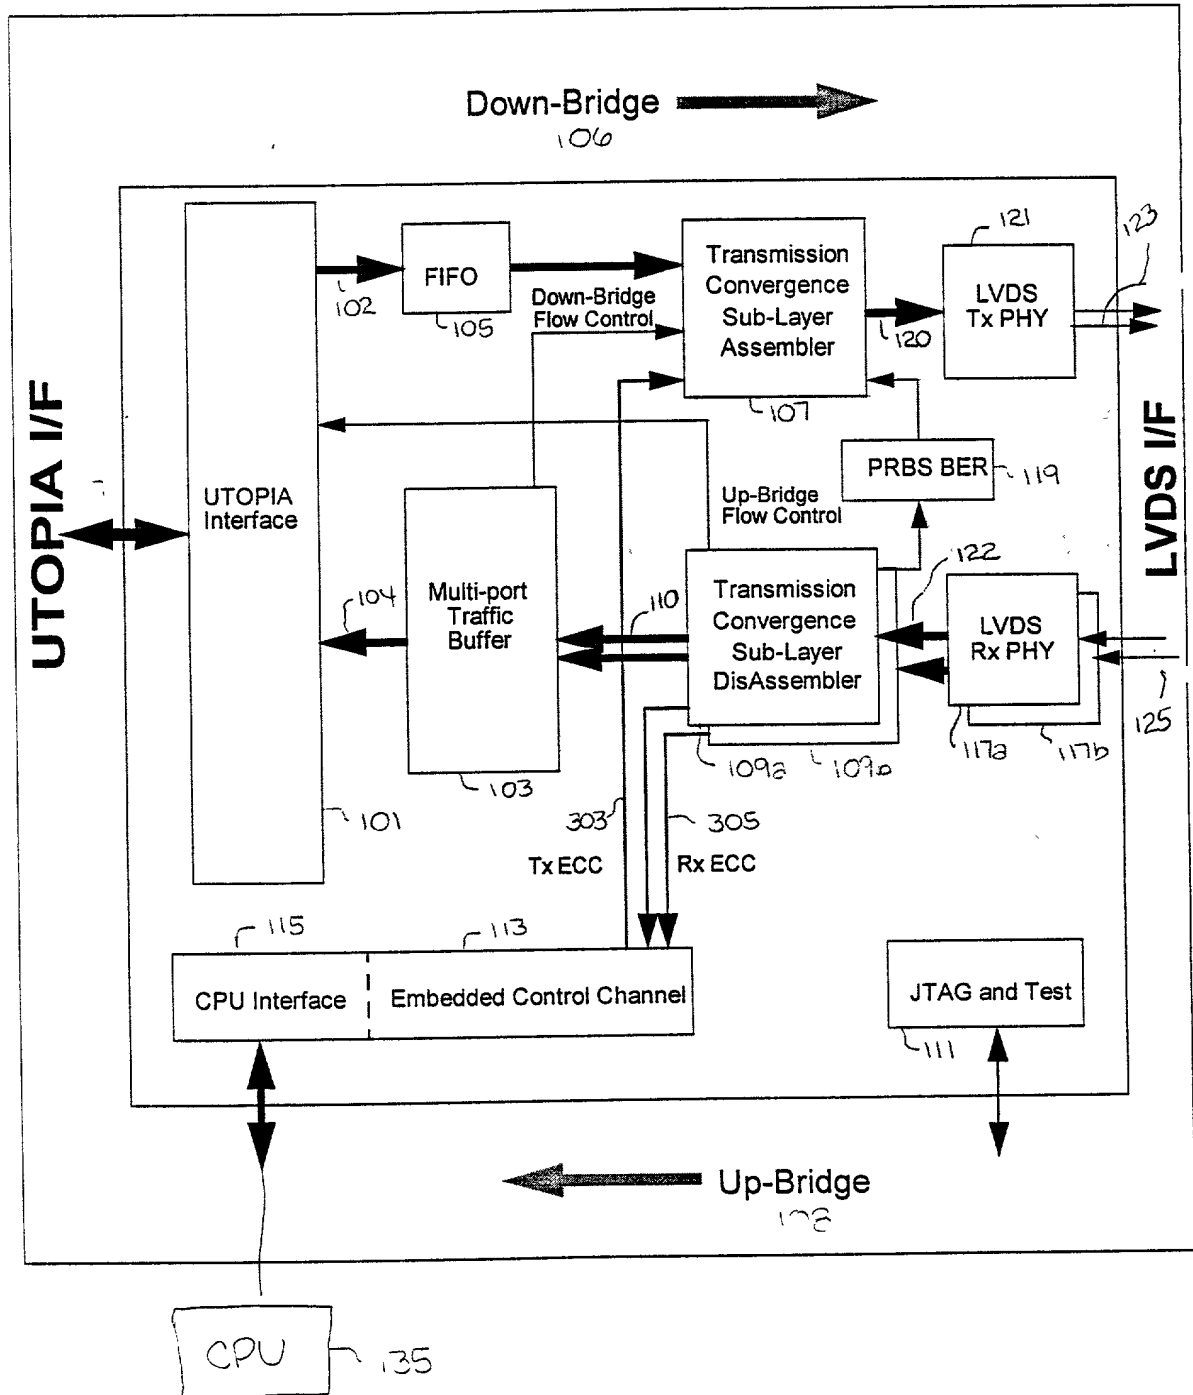 Down-Bridge
106
UTOPIA I/F
LVDS I/F
UTOPIA
Interface
101
102
FIFO
105
Down-Bridge
Flow Control
Transmission
Convergence
Sub-Layer
Assembler
107
120
121
LVDS
Tx PHY
123
PRBS BER
119
Up-Bridge
Flow Control
104
Multi-port
Traffic
Buffer
103
110
Transmission
Convergence
Sub-Layer
DisAssembler
109a
109b
122
LVDS
Rx PHY
117a
117b
125
303
305
Tx ECC
Rx ECC
115
113
CPU Interface
Embedded Control Channel
JTAG and Test
111
Up-Bridge
CPU
135